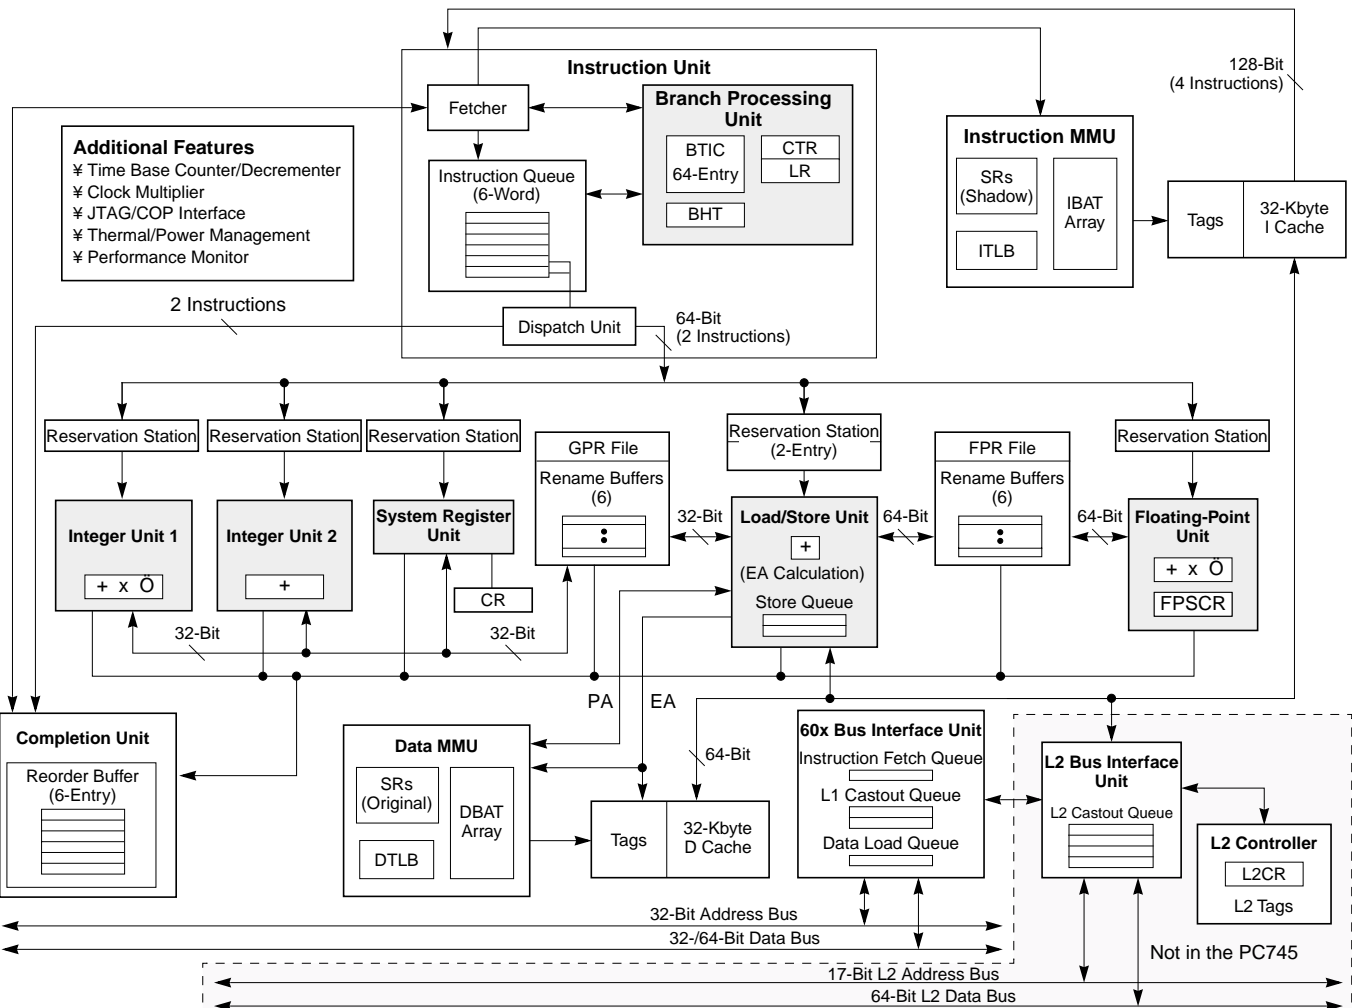 Instruction Unit
Fetcher
Branch Processing
Unit
BTIC
64-Entry
CTR
LR
BHT
Instruction Queue
(6-Word)
Dispatch Unit
64-Bit
(2 Instructions)
2 Instructions
128-Bit
(4 Instructions)
Additional Features
¥ Time Base Counter/Decrementer
¥ Clock Multiplier
¥ JTAG/COP Interface
¥ Thermal/Power Management
¥ Performance Monitor
Instruction MMU
SRs
(Shadow)
ITLB
IBAT
Array
Tags
32-Kbyte
I Cache
Reservation Station
Reservation Station
Reservation Station
Reservation Station
(2-Entry)
Reservation Station
GPR File
Rename Buffers
(6)
FPR File
Rename Buffers
(6)
Integer Unit 1
+ x Ö
Integer Unit 2
+
System Register
Unit
CR
32-Bit
Load/Store Unit
+
(EA Calculation)
Store Queue
64-Bit
64-Bit
Floating-Point
Unit
+ x Ö
FPSCR
32-Bit
32-Bit
PA
EA
Completion Unit
Reorder Buffer
(6-Entry)
Data MMU
SRs
(Original)
DTLB
DBAT
Array
64-Bit
Tags
32-Kbyte
D Cache
60x Bus Interface Unit
Instruction Fetch Queue
L1 Castout Queue
Data Load Queue
L2 Bus Interface
Unit
L2 Castout Queue
L2 Controller
L2CR
L2 Tags
32-Bit Address Bus
32-/64-Bit Data Bus
Not in the PC745
17-Bit L2 Address Bus
64-Bit L2 Data Bus